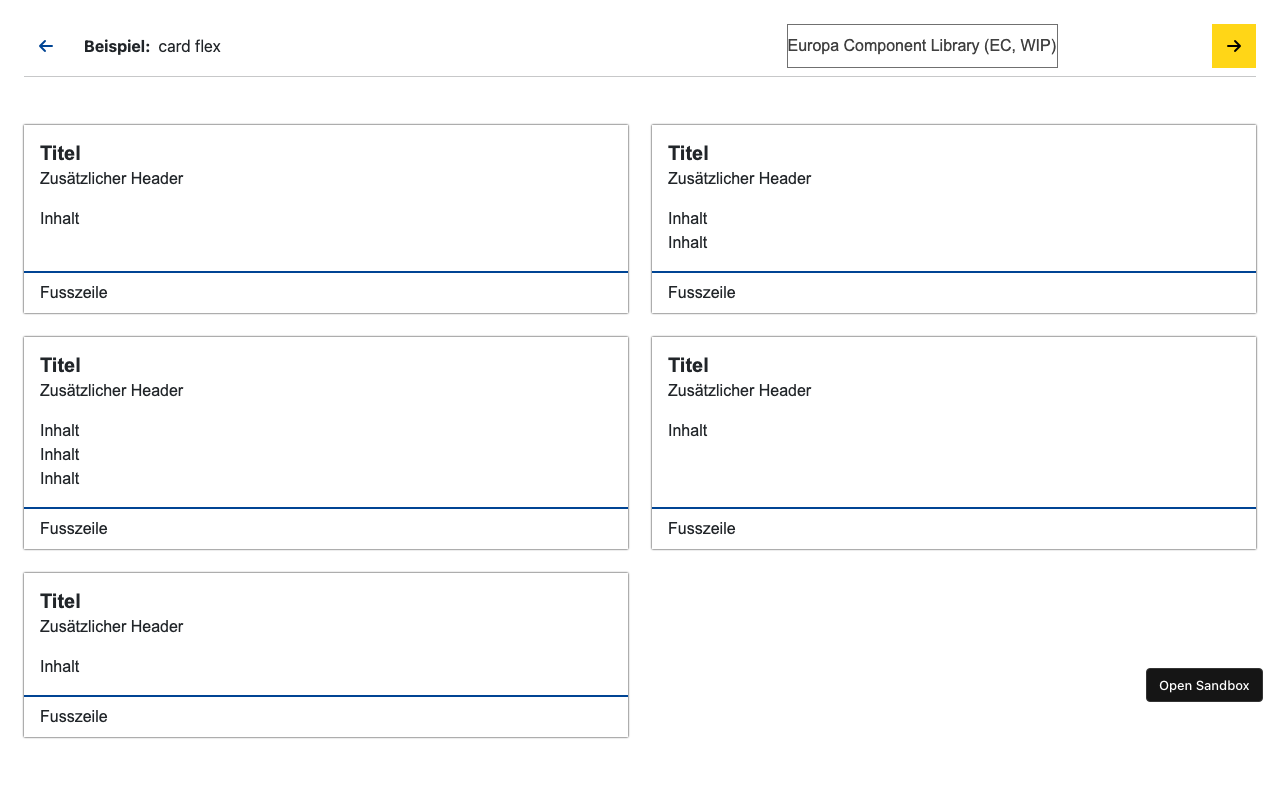 Beispiel: card flex
Europa Component Library (EC, WIP)
Titel
Zusätzlicher Header
Inhalt
Fusszeile
Titel
Zusätzlicher Header
Inhalt
Inhalt
Fusszeile
Titel
Zusätzlicher Header
Inhalt
Inhalt
Inhalt
Fusszeile
Titel
Zusätzlicher Header
Inhalt
Fusszeile
Titel
Zusätzlicher Header
Inhalt
Fusszeile
Open Sandbox